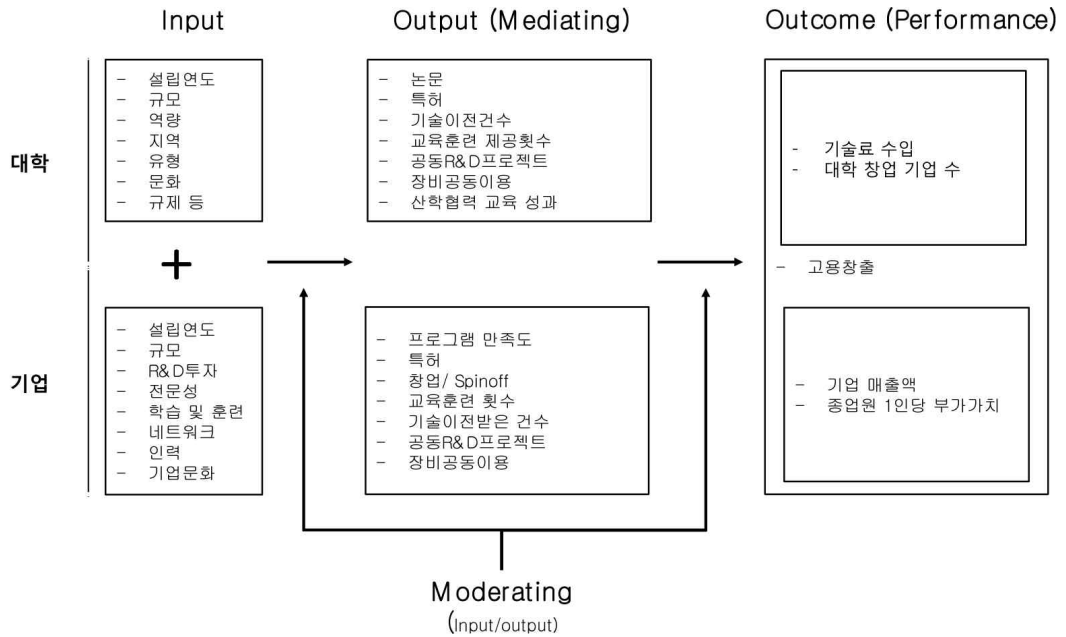 Input
Output (Mediating)
Outcome (Performance)
대학
- 설립연도
- 규모
- 역량
- 지역
- 유형
- 문화
- 규제 등
- 논문
- 특허
- 기술이전건수
- 교육훈련 제공횟수
- 공동R&D프로젝트
- 장비공동이용
- 산학협력 교육 성과
- 기술료 수입
- 대학 창업 기업 수
+
- 고용창출
기업
- 설립연도
- 규모
- R&D투자
- 전문성
- 학습 및 훈련
- 네트워크
- 인력
- 기업문화
- 프로그램 만족도
- 특허
- 창업/ Spinoff
- 교육훈련 횟수
- 기술이전받은 건수
- 공동R&D프로젝트
- 장비공동이용
- 기업 매출액
- 종업원 1인당 부가가치
Moderating
(Input/output)